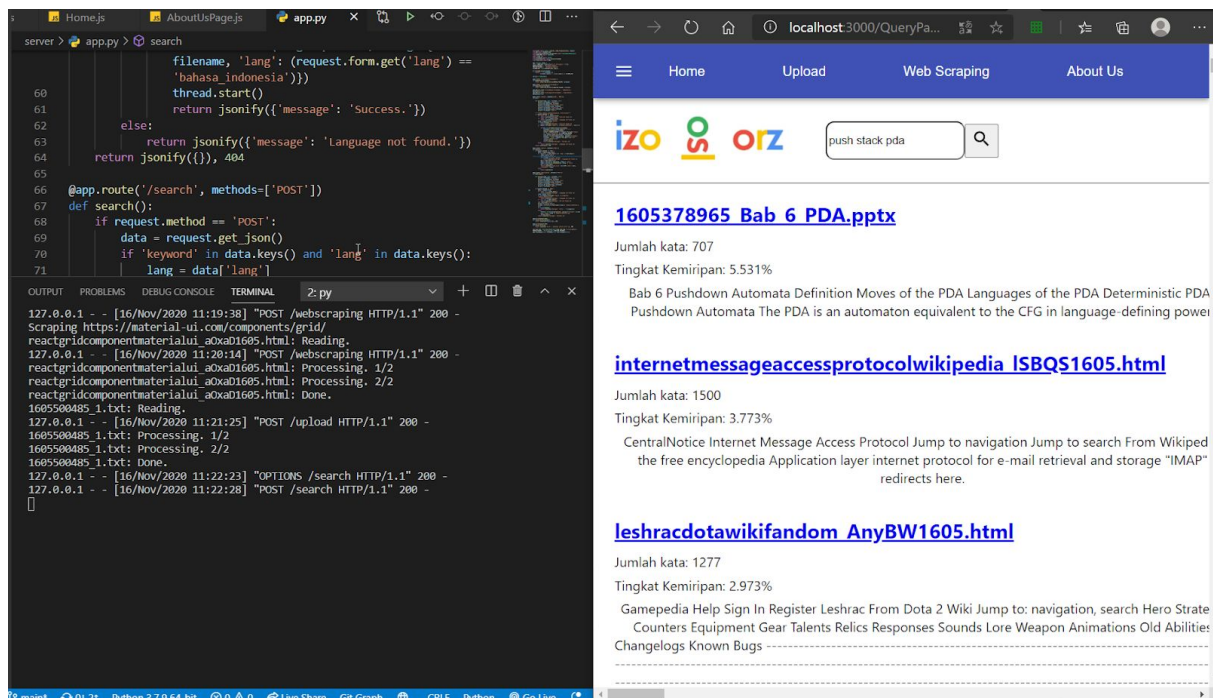 Home.js AboutUsPage.js app.py
server > app.py > search
filename, 'lang': (request.form.get('lang') ==
'bahasa_indonesia')})
60 thread.start()
61 return jsonify({'message': 'Success.'})
62 else:
63 return jsonify({'message': 'Language not found.'})
64 return jsonify({}), 404
65
66 @app.route('/search', methods=['POST'])
67 def search():
68 if request.method == 'POST':
69 data = request.get_json()
70 if 'keyword' in data.keys() and 'lang' in data.keys():
71 lang = data['lang']
OUTPUT PROBLEMS DEBUG CONSOLE TERMINAL 2: py
127.0.0.1 - - [16/Nov/2020 11:19:38] "POST /webscraping HTTP/1.1" 200 -
Scraping https://material-ui.com/components/grid/
reactgridcomponentmaterialui_aOxaD1605.html: Reading.
127.0.0.1 - - [16/Nov/2020 11:20:14] "POST /webscraping HTTP/1.1" 200 -
reactgridcomponentmaterialui_aOxaD1605.html: Processing. 1/2
reactgridcomponentmaterialui_aOxaD1605.html: Processing. 2/2
reactgridcomponentmaterialui_aOxaD1605.html: Done.
1605500485_1.txt: Reading.
127.0.0.1 - - [16/Nov/2020 11:21:25] "POST /upload HTTP/1.1" 200 -
1605500485_1.txt: Processing. 1/2
1605500485_1.txt: Processing. 2/2
1605500485_1.txt: Done.
127.0.0.1 - - [16/Nov/2020 11:22:23] "OPTIONS /search HTTP/1.1" 200 -
127.0.0.1 - - [16/Nov/2020 11:22:28] "POST /search HTTP/1.1" 200 -
main* Python 3.7.9 64-bit Live Share Git Graph CRLF Python Go Live
localhost:3000/QueryPa...
Home Upload Web Scraping About Us
izo so orz push stack pda
1605378965_Bab_6_PDA.pptx
Jumlah kata: 707
Tingkat Kemiripan: 5.531%
Bab 6 Pushdown Automata Definition Moves of the PDA Languages of the PDA Deterministic PDA
Pushdown Automata The PDA is an automaton equivalent to the CFG in language-defining power
internetmessageaccessprotocolwikipedia_lSBQS1605.html
Jumlah kata: 1500
Tingkat Kemiripan: 3.773%
CentralNotice Internet Message Access Protocol Jump to navigation Jump to search From Wikiped
the free encyclopedia Application layer internet protocol for e-mail retrieval and storage "IMAP"
redirects here.
leshracdotawikifandom_AnyBW1605.html
Jumlah kata: 1277
Tingkat Kemiripan: 2.973%
Gamepedia Help Sign In Register Leshrac From Dota 2 Wiki Jump to: navigation, search Hero Strate
Counters Equipment Gear Talents Relics Responses Sounds Lore Weapon Animations Old Abilities
Changelogs Known Bugs